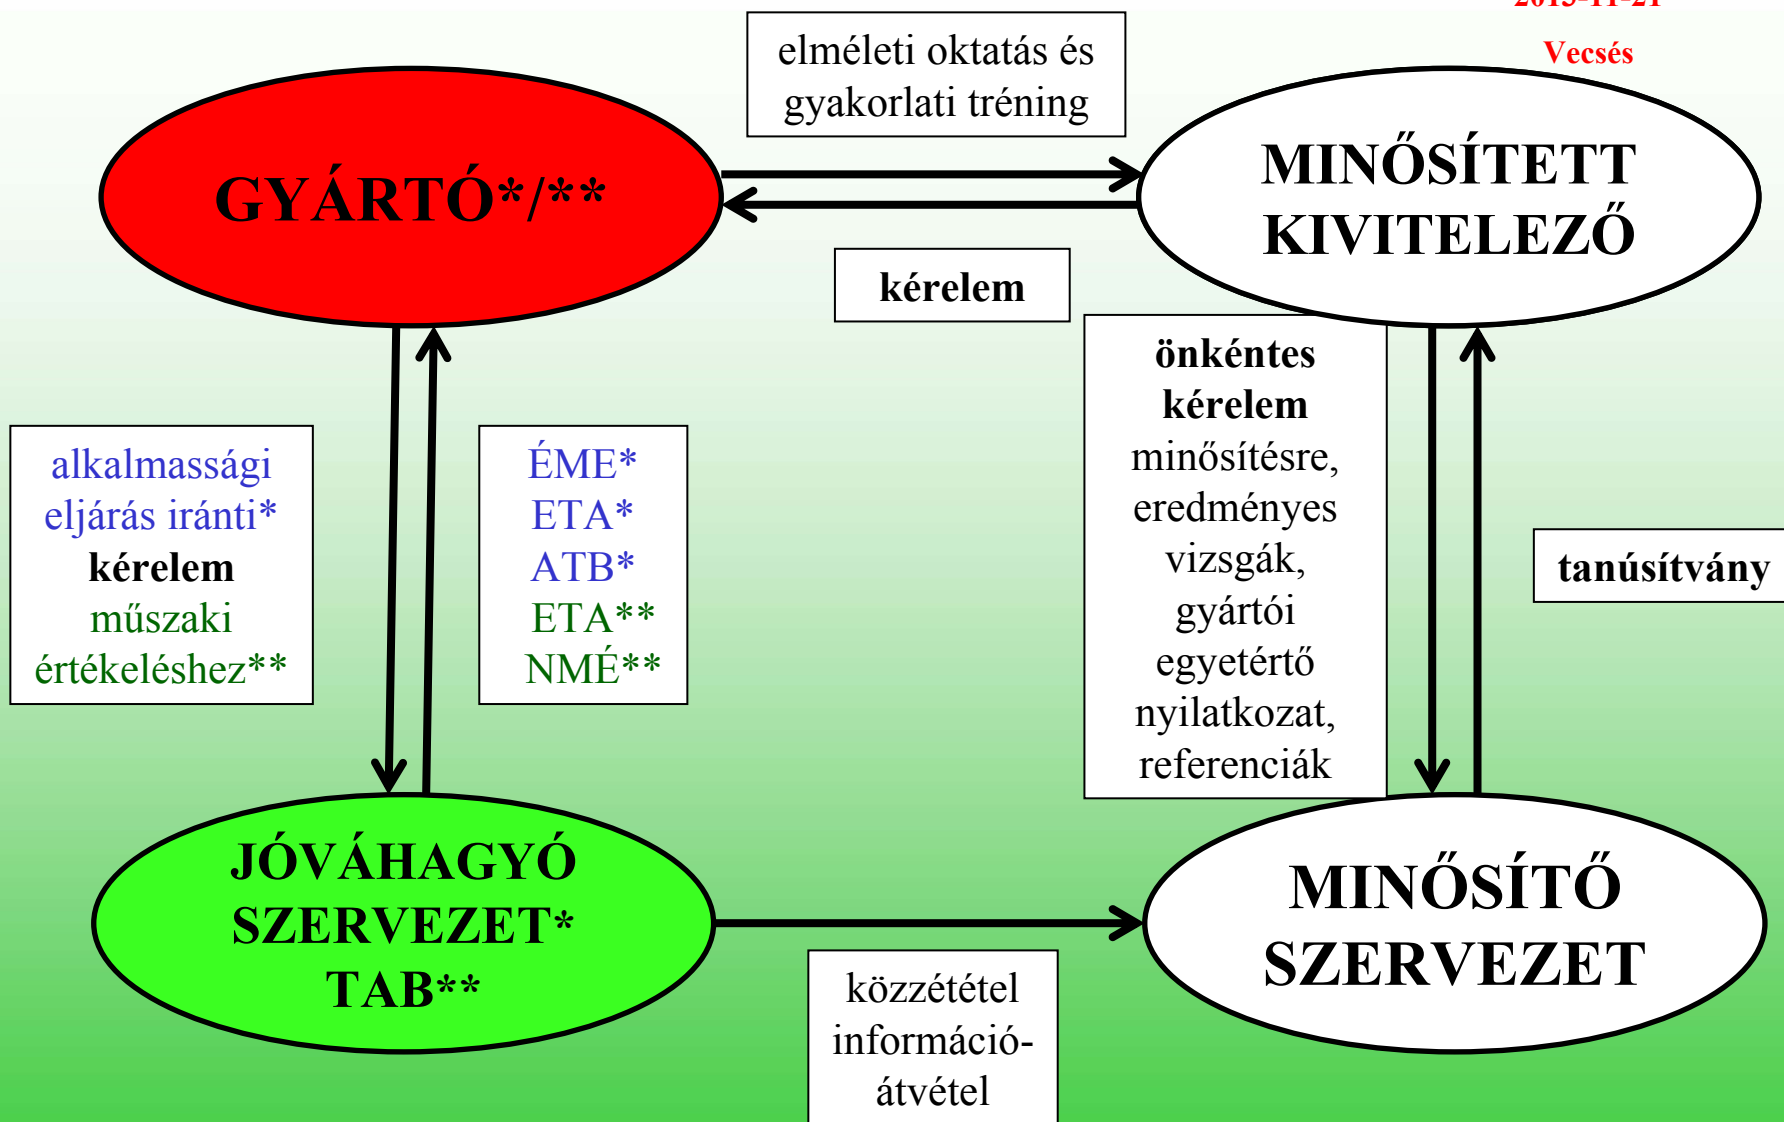 Vecsés
elméleti oktatás és
gyakorlati tréning
GYÁRTÓ*/**
MINŐSÍTETT
KIVITELEZŐ
kérelem
önkéntes
kérelem
minősítésre,
eredményes
vizsgák,
gyártói
egyetértő
nyilatkozat,
referenciák
alkalmassági
eljárás iránti*
kérelem
műszaki
értékeléshez**
ÉME*
ETA*
ATB*
ETA**
NMÉ**
tanúsítvány
JÓVÁHAGYÓ
SZERVEZET*
TAB**
MINŐSÍTŐ
SZERVEZET
közzététel
információ-
átvétel